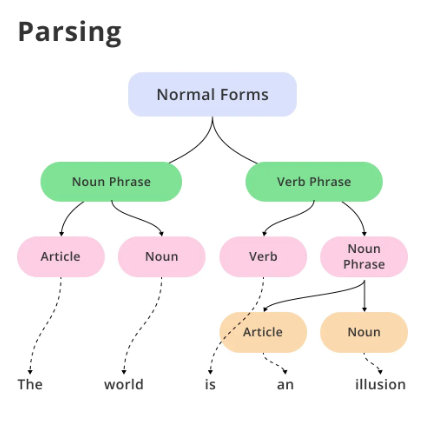 Parsing
Normal Forms
Noun Phrase
Verb Phrase
Article
Noun
Verb
Noun
Phrase
Article
Noun
The
world
is
an
illusion